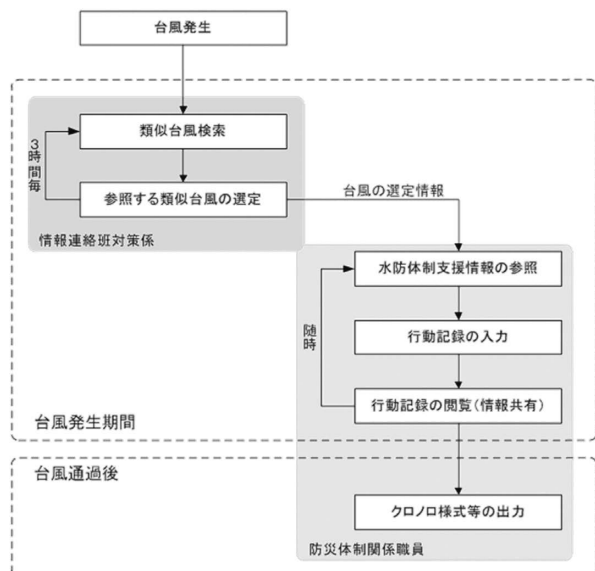 台風発生
類似台風検索
3時間毎
参照する類似台風の選定
台風の選定情報
情報連絡班対策係
水防体制支援情報の参照
随時
行動記録の入力
行動記録の閲覧(情報共有)
台風発生期間
台風通過後
クロノロ様式等の出力
防災体制関係職員